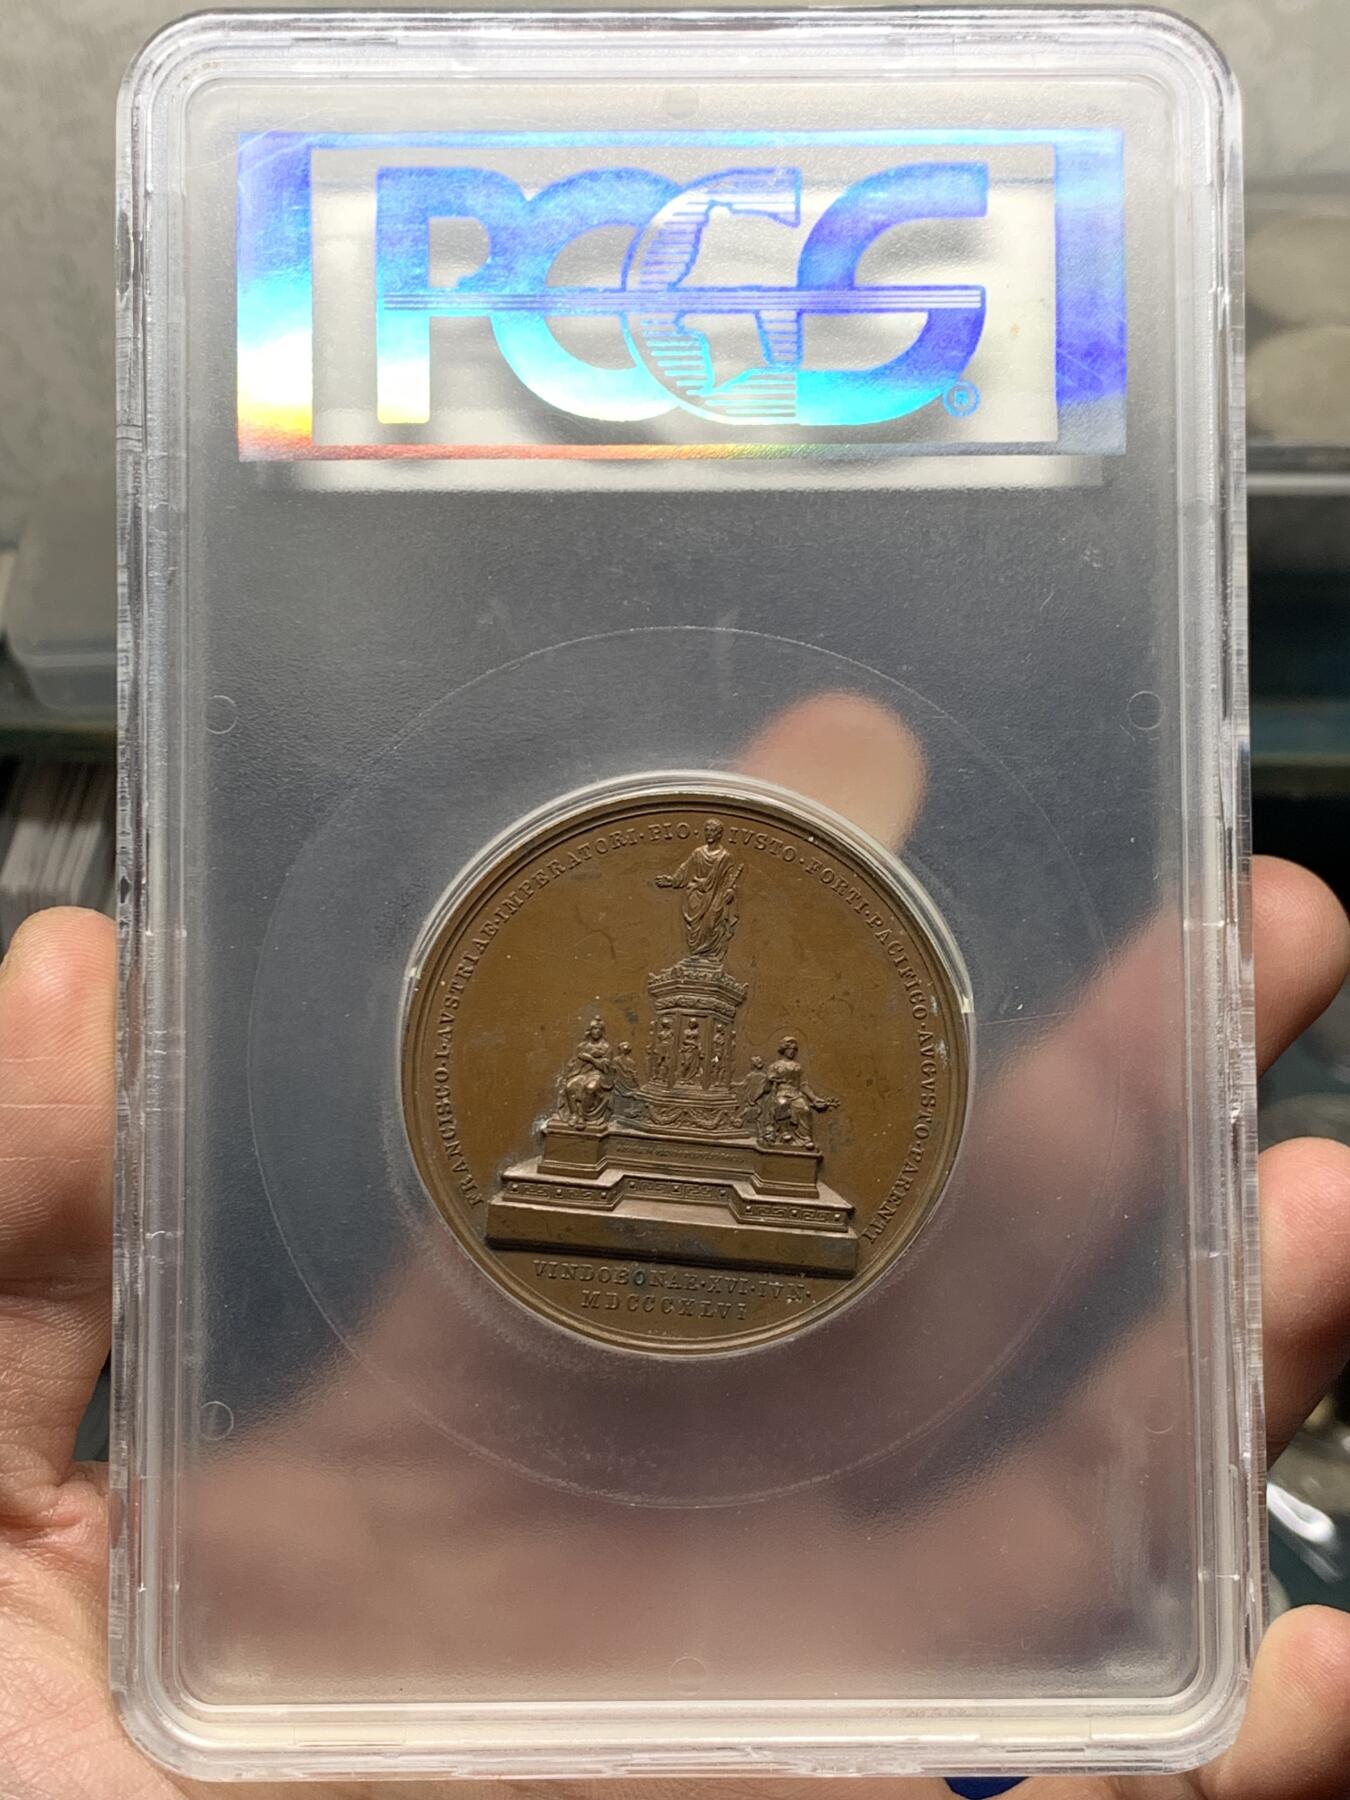 PCGS
®
FRANCISCO·I·AVSTRIAE·IMPERATORI·PIO·IVSTO·FORTI·PACIFICO·AVGVSTO·PARENTI
VINDOBONAE·XVI·IVN.
MDCCCXLVI